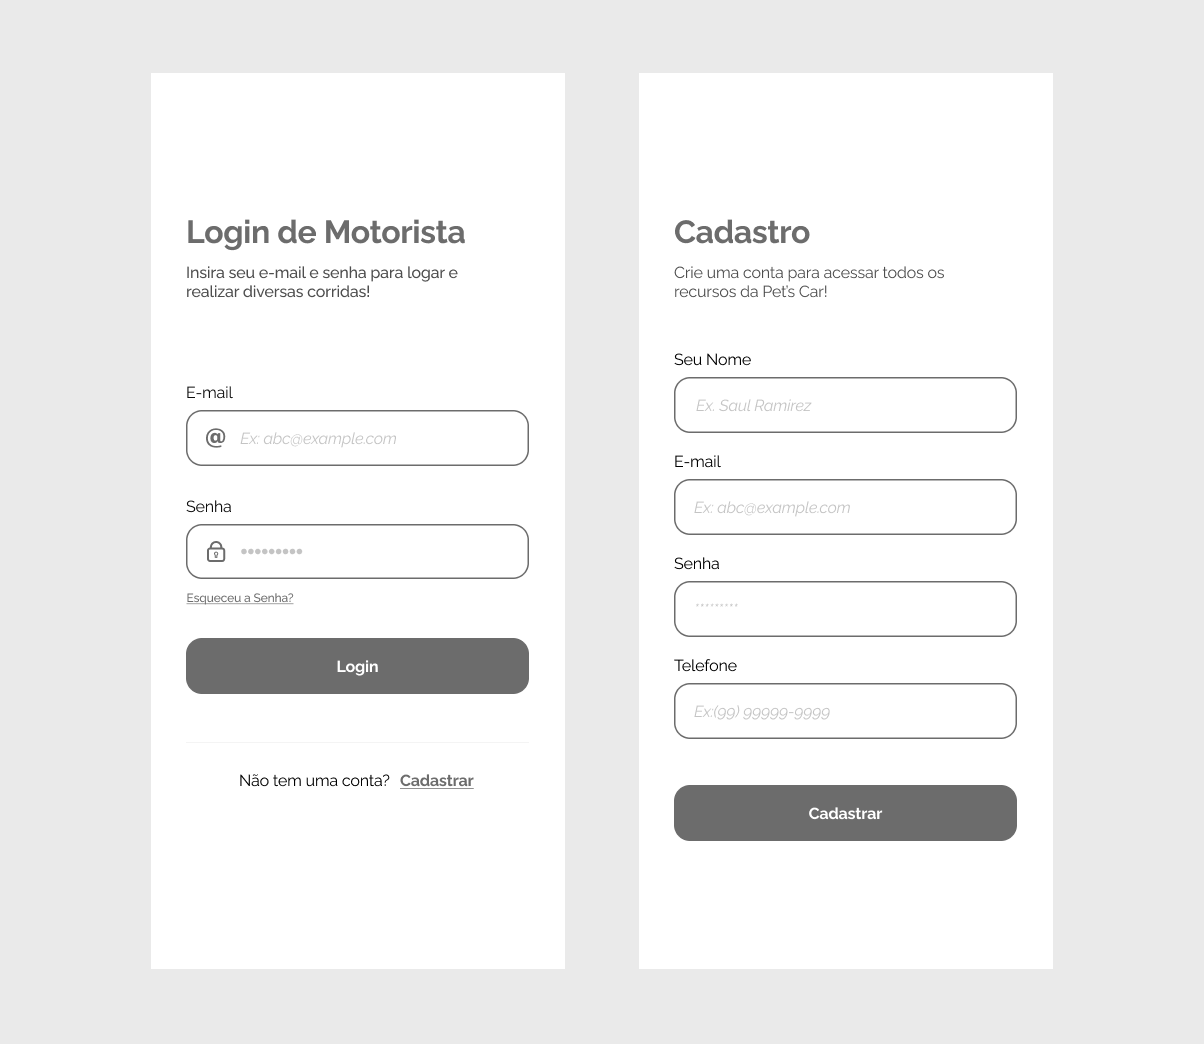 Login de Motorista
Insira seu e-mail e senha para logar e
realizar diversas corridas!
E-mail
@ Ex: abc@example.com
Senha
•••••••••
Esqueceu a Senha?
Login
Não tem uma conta? Cadastrar
Cadastro
Crie uma conta para acessar todos os
recursos da Pet's Car!
Seu Nome
Ex. Saul Ramirez
E-mail
Ex: abc@example.com
Senha
*********
Telefone
Ex:(99) 99999-9999
Cadastrar